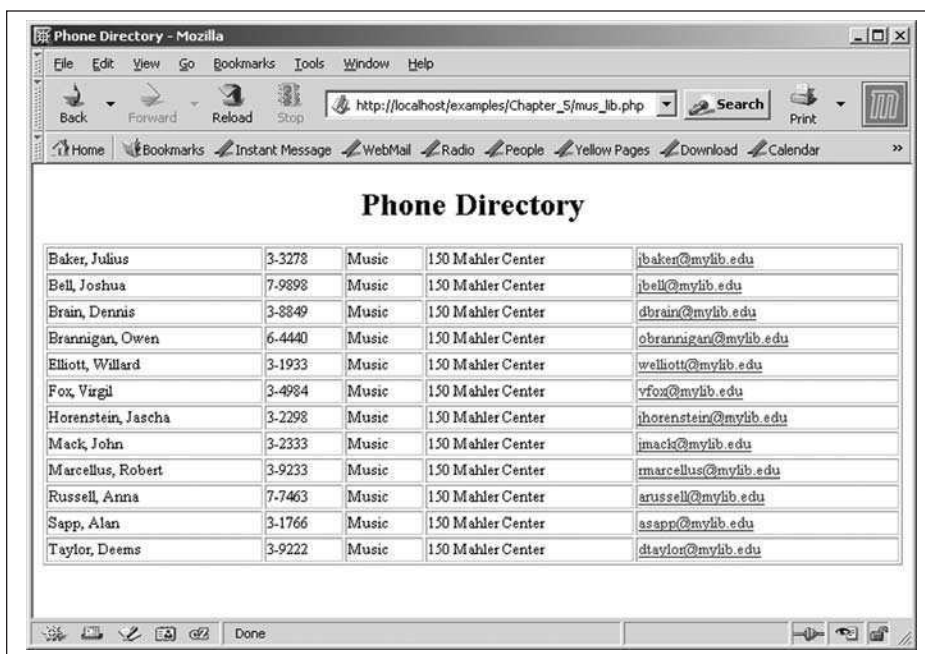 Phone Directory - Mozilla
File Edit View Go Bookmarks Tools Window Help
Back Forward Reload Stop http://localhost/examples/Chapter_5/mus_lib.php Search Print
Home Bookmarks Instant Message WebMail Radio People Yellow Pages Download Calendar »
Phone Directory
Baker, Julius 3-3278 Music 150 Mahler Center jbaker@mylib.edu
Bell, Joshua 7-9898 Music 150 Mahler Center jbell@mylib.edu
Brain, Dennis 3-8849 Music 150 Mahler Center dbrain@mylib.edu
Brannigan, Owen 6-4440 Music 150 Mahler Center obrannigan@mylib.edu
Elliott, Willard 3-1933 Music 150 Mahler Center welliott@mylib.edu
Fox, Virgil 3-4984 Music 150 Mahler Center vfox@mylib.edu
Horenstein, Jascha 3-2298 Music 150 Mahler Center jhorenstein@mylib.edu
Mack, John 3-2333 Music 150 Mahler Center jmack@mylib.edu
Marcellus, Robert 3-9233 Music 150 Mahler Center rmarcellus@mylib.edu
Russell, Anna 7-7463 Music 150 Mahler Center arussell@mylib.edu
Sapp, Alan 3-1766 Music 150 Mahler Center asapp@mylib.edu
Taylor, Deems 3-9222 Music 150 Mahler Center dtaylor@mylib.edu
Done